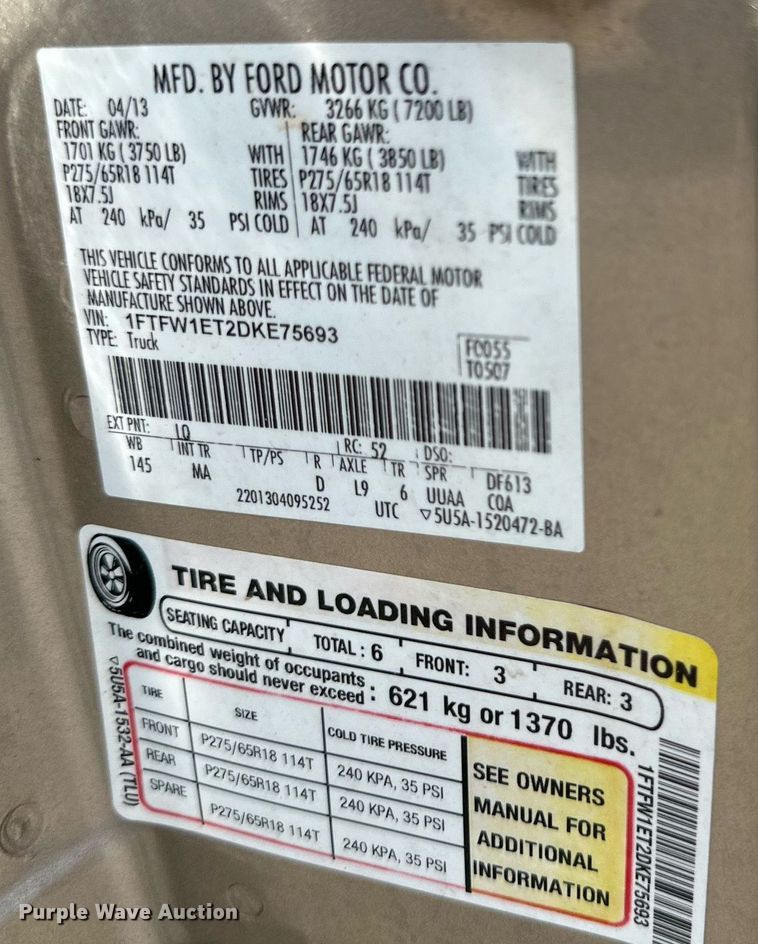 MFD. BY FORD MOTOR CO.
DATE: 04/13 GVWR: 3266 KG ( 7200 LB)
FRONT GAWR: REAR GAWR:
1701 KG ( 3750 LB) WITH 1746 KG ( 3850 LB) WITH
P275/65R18 114T TIRES P275/65R18 114T TIRES
18X7.5J RIMS 18X7.5J RIMS
AT 240 kPa/ 35 PSI COLD AT 240 kPa/ 35 PSI COLD
THIS VEHICLE CONFORMS TO ALL APPLICABLE FEDERAL MOTOR
VEHICLE SAFETY STANDARDS IN EFFECT ON THE DATE OF
MANUFACTURE SHOWN ABOVE.
VIN: 1FTFW1ET2DKE75693
TYPE: Truck
FC055
T0507
EXT PNT: LQ RC: 52 DSO:
WB INT TR TP/PS R AXLE TR SPR DF613
145 MA D L9 6 UUAA COA
2201304095252 UTC ▽5U5A-1520472-BA
TIRE AND LOADING INFORMATION
SEATING CAPACITY TOTAL : 6 FRONT: 3 REAR: 3
The combined weight of occupants
and cargo should never exceed : 621 kg or 1370 lbs.
TIRE SIZE COLD TIRE PRESSURE
FRONT P275/65R18 114T 240 KPA, 35 PSI
REAR P275/65R18 114T 240 KPA, 35 PSI
SPARE P275/65R18 114T 240 KPA, 35 PSI
SEE OWNERS
MANUAL FOR
ADDITIONAL
INFORMATION
▽5U5A-1532-AA (TLU)
1FTFW1ET2DKE75693
Purple Wave Auction